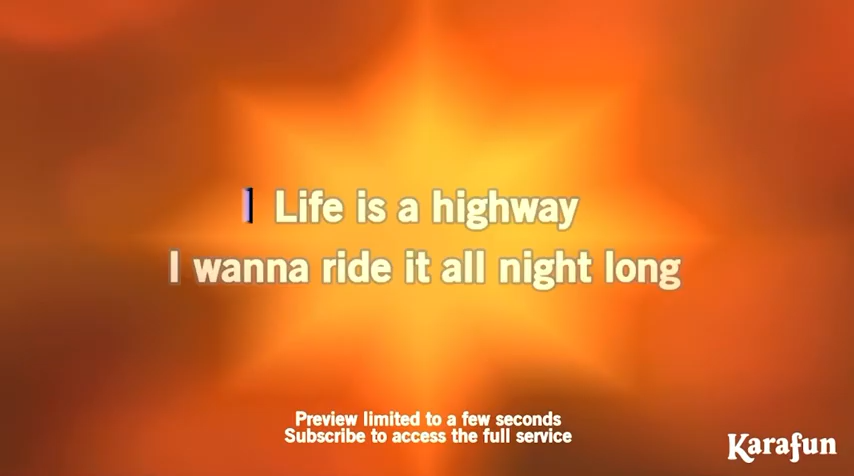 Life is a highway
I wanna ride it all night long
Preview limited to a few seconds
Subscribe to access the full service
Karafun